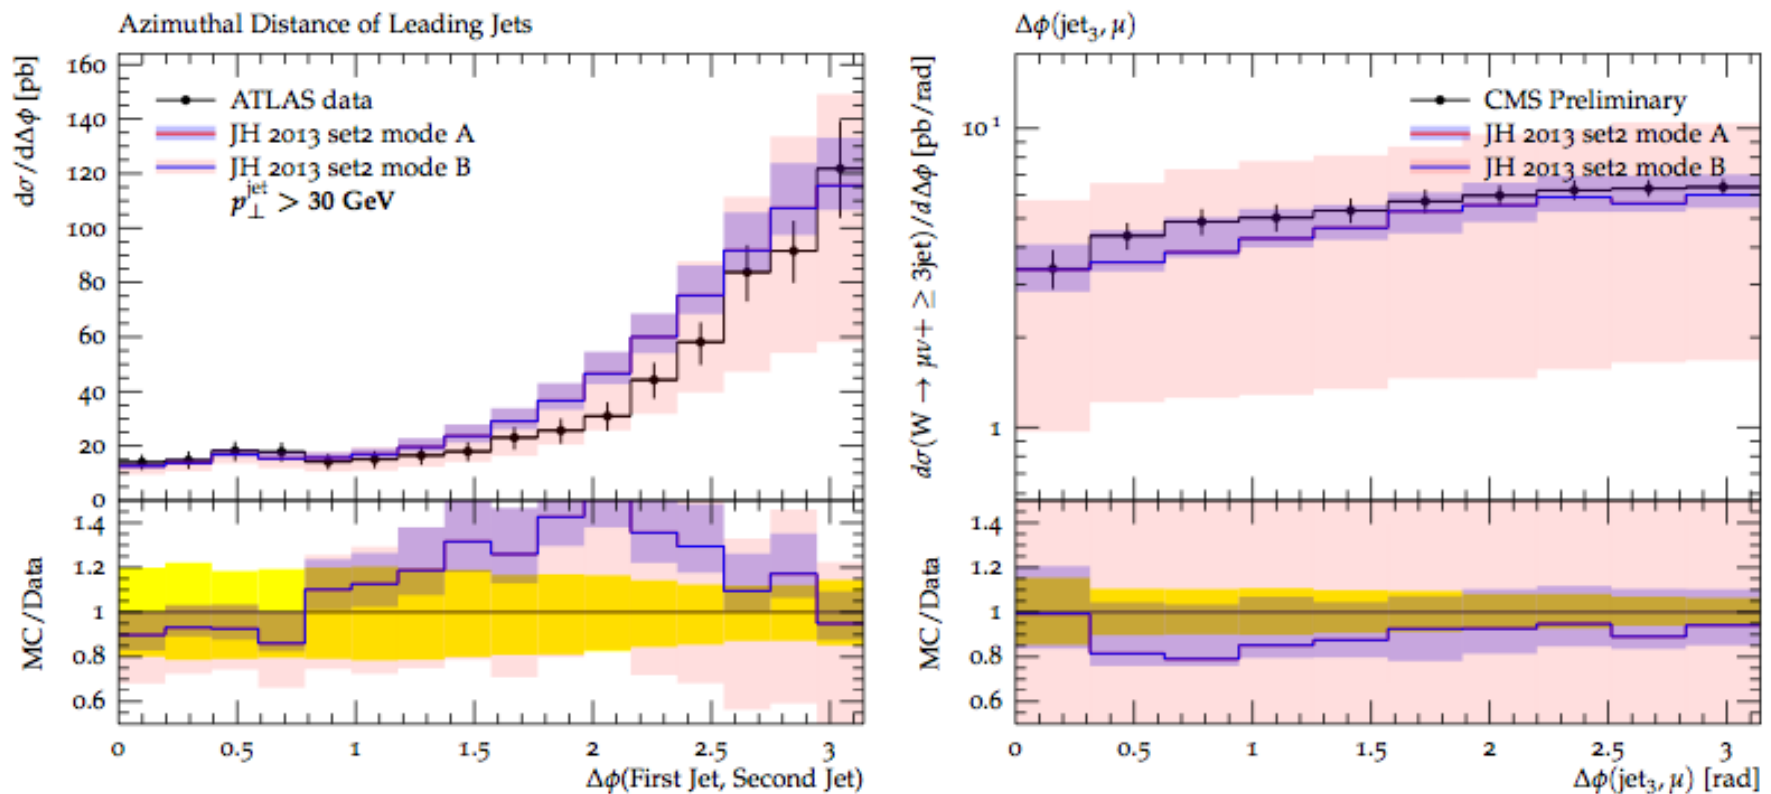 Azimuthal Distance of Leading Jets
dσ/dΔϕ [pb]
160
140
120
100
80
60
40
20
0
ATLAS data
JH 2013 set2 mode A
JH 2013 set2 mode B
p⊥^jet > 30 GeV
MC/Data
1.4
1.2
1
0.8
0.6
0 0.5 1 1.5 2 2.5 3
Δϕ(First Jet, Second Jet)
Δϕ(jet₃, μ)
dσ(W → μν+ ≥ 3jet)/dΔϕ [pb/rad]
10¹
1
CMS Preliminary
JH 2013 set2 mode A
JH 2013 set2 mode B
MC/Data
1.4
1.2
1
0.8
0.6
0 0.5 1 1.5 2 2.5 3
Δϕ(jet₃, μ) [rad]